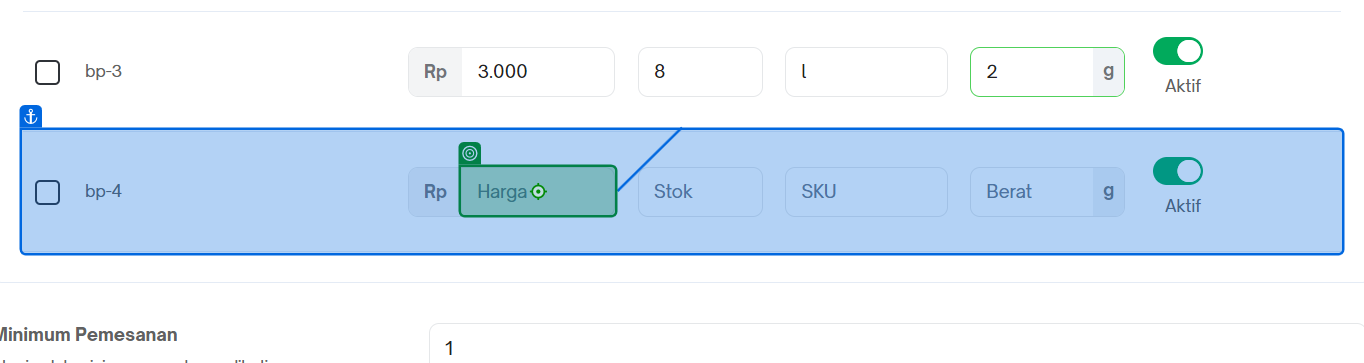 bp-3 Rp 3.000 8 l 2 g
Aktif
bp-4 Rp Harga Stok SKU Berat g
Aktif
Minimum Pemesanan
1